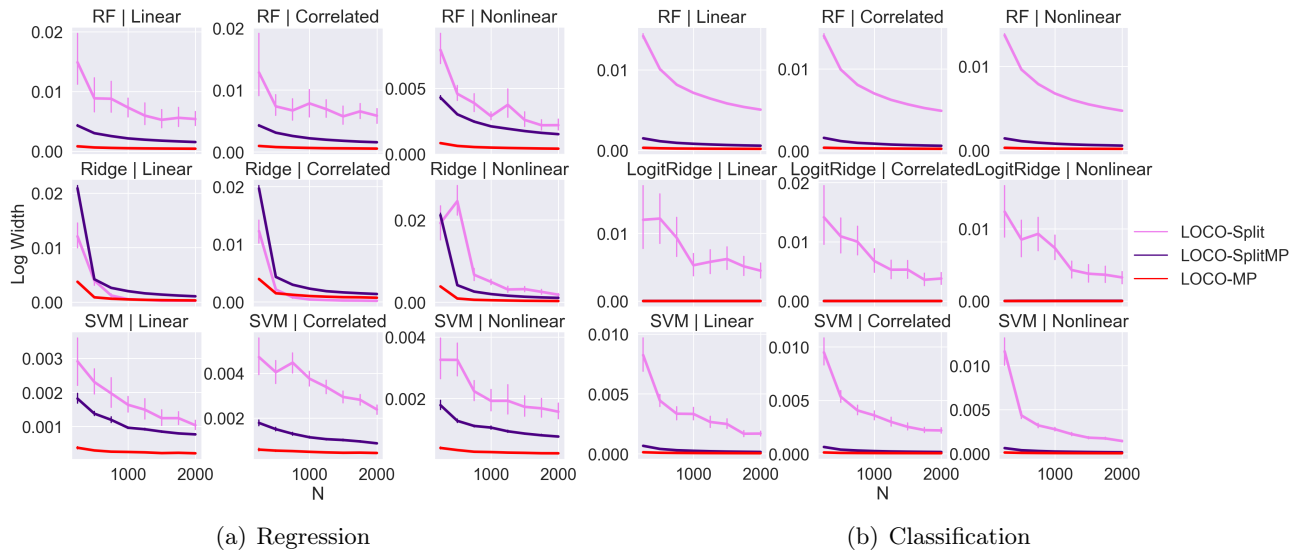 RF | Linear
RF | Correlated
RF | Nonlinear
RF | Linear
RF | Correlated
RF | Nonlinear
0.02
0.01
0.00
0.02
0.01
0.00
0.005
0.000
0.01
0.00
0.01
0.00
0.01
0.00
Ridge | Linear
Ridge | Correlated
Ridge | Nonlinear
LogitRidge | Linear
LogitRidge | Correlated
LogitRidge | Nonlinear
Log Width
0.02
0.01
0.00
0.02
0.01
0.00
0.02
0.00
0.01
0.00
0.02
0.01
0.00
0.01
0.00
LOCO-Split
LOCO-SplitMP
LOCO-MP
SVM | Linear
SVM | Correlated
SVM | Nonlinear
SVM | Linear
SVM | Correlated
SVM | Nonlinear
0.003
0.002
0.001
0.004
0.002
0.004
0.002
0.010
0.005
0.000
0.010
0.005
0.000
0.010
0.005
0.000
1000 2000
1000 2000
1000 2000
1000 2000
1000 2000
1000 2000
N
N
(a) Regression
(b) Classification